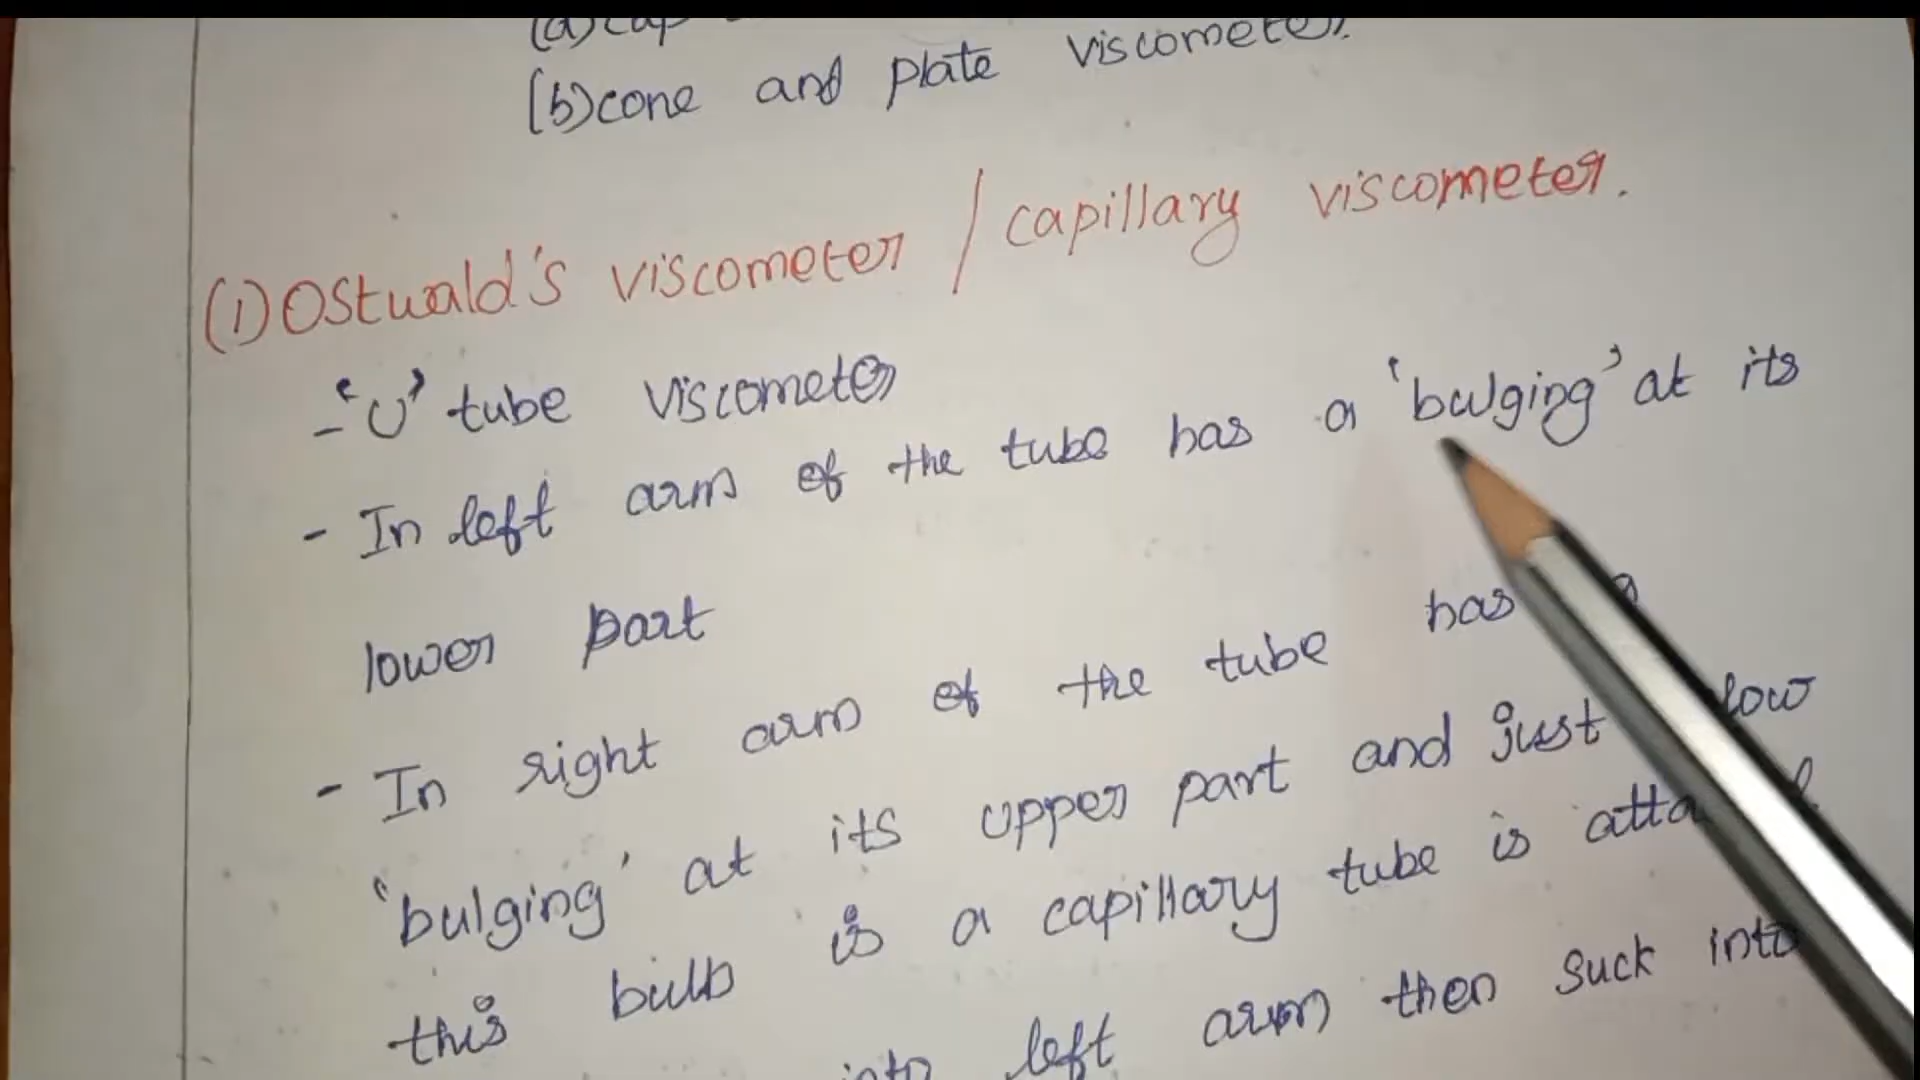 (a)cup
(b)cone and plate viscometer.
(1)Ostwald's viscometer / capillary viscometer.
-'U' tube viscometer
- In left arm of the tube has a 'bulging' at its
lower part
- In right arm of the tube has
'bulging' at its upper part and just
this bulb is a capillary tube is
into left arm then suck into